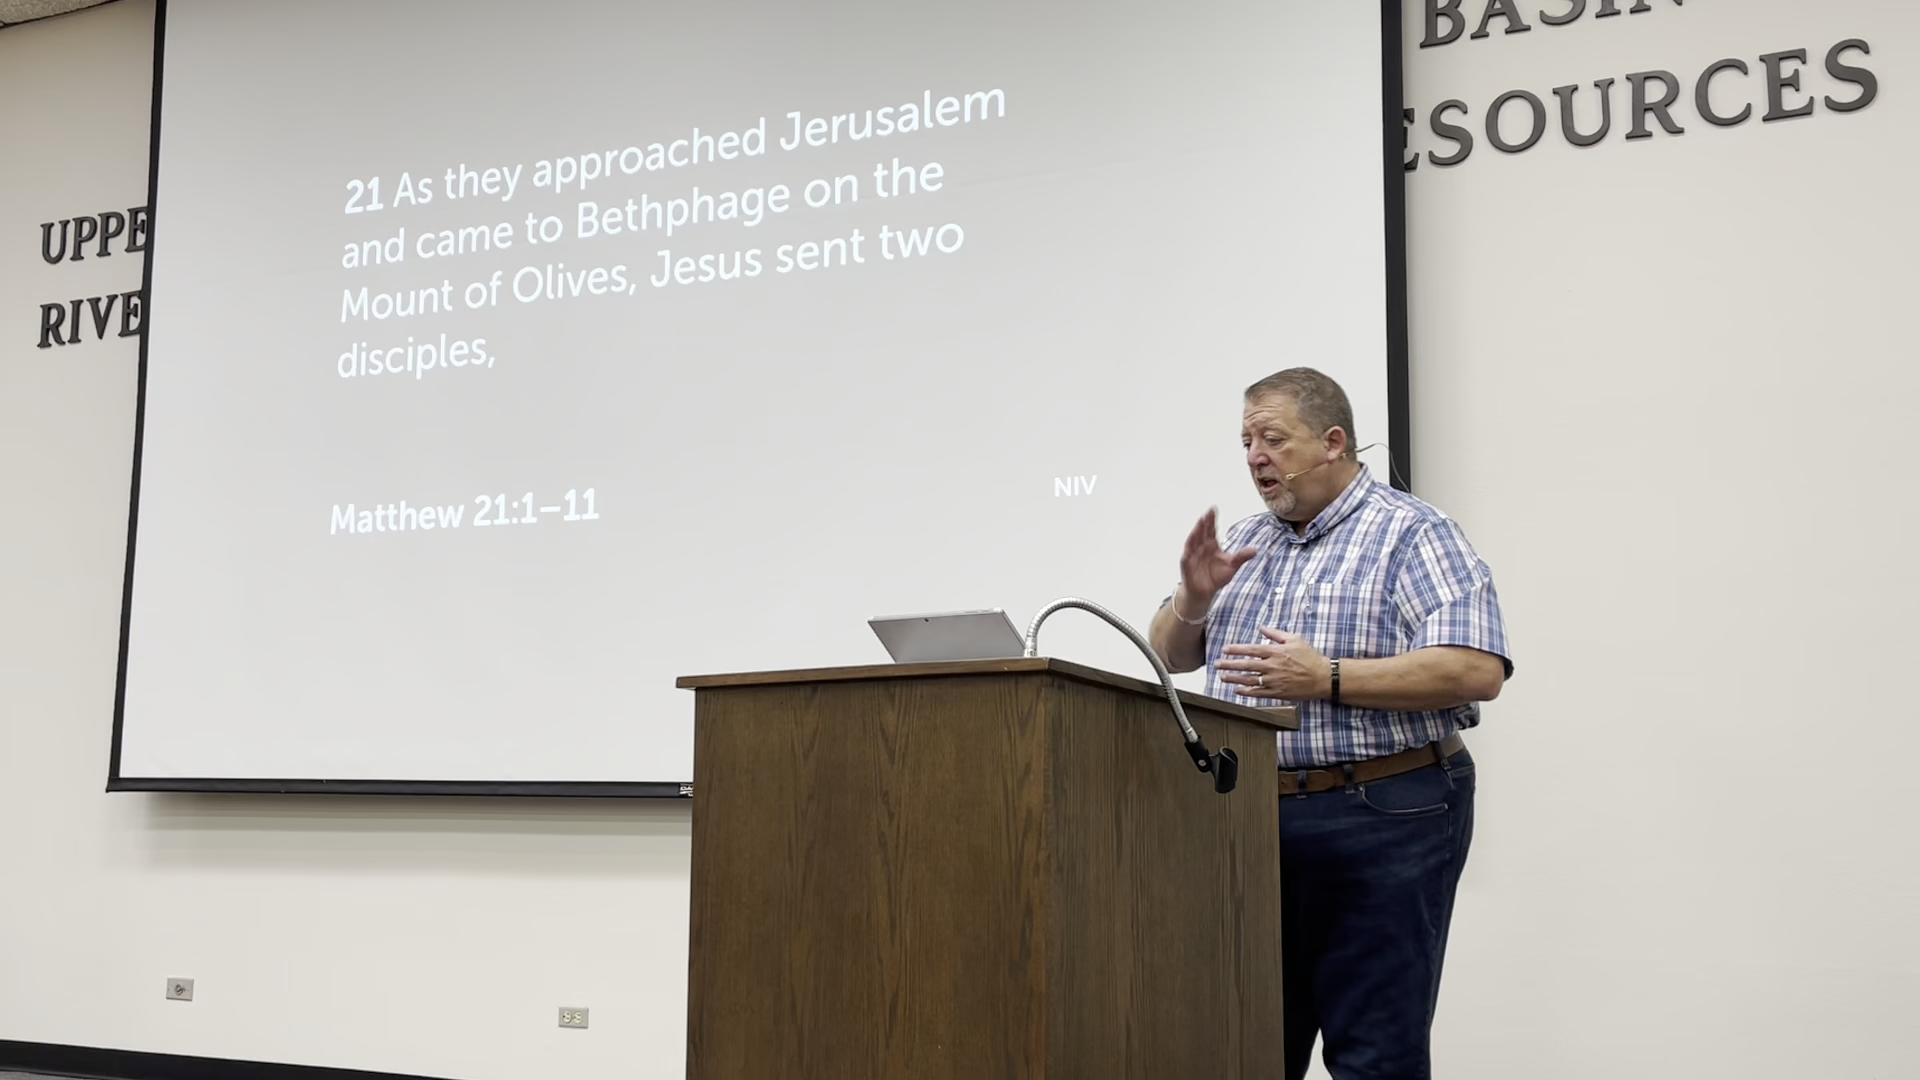 BASIN
ESOURCES
UPPE
RIVE
21 As they approached Jerusalem
and came to Bethphage on the
Mount of Olives, Jesus sent two
disciples,
NIV
Matthew 21:1–11